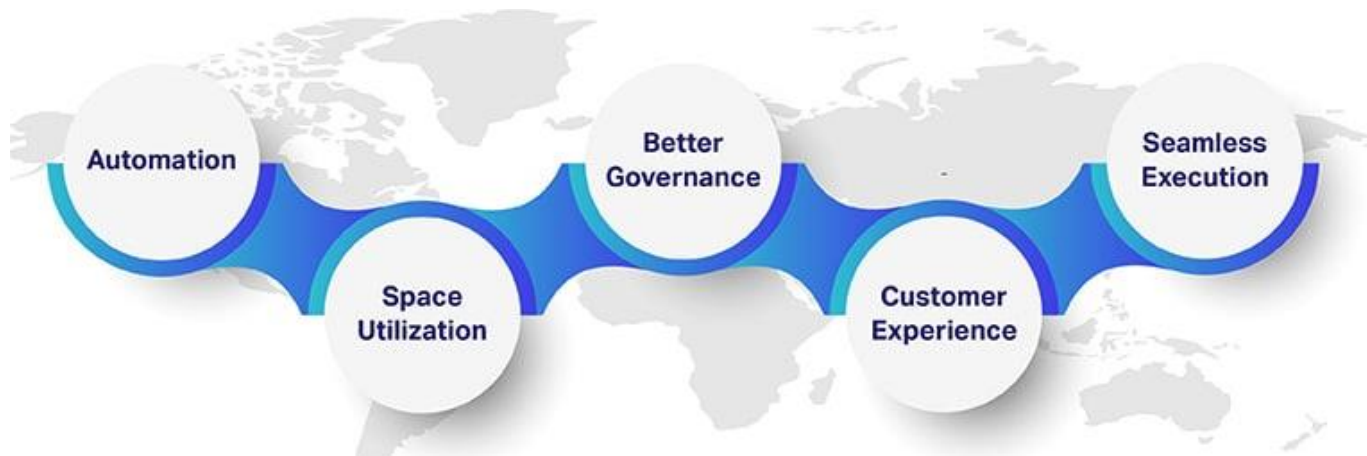 Automation
Space
Utilization
Better
Governance
Customer
Experience
Seamless
Execution